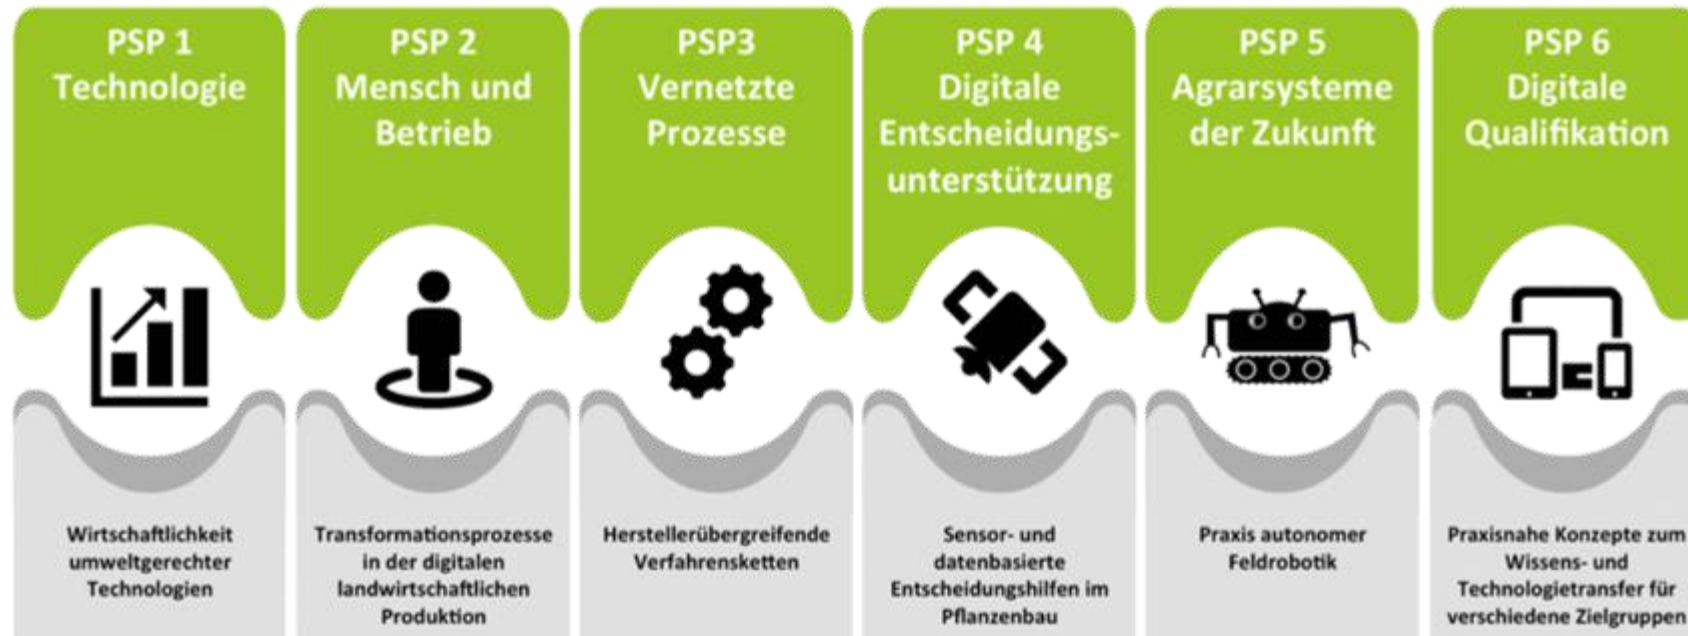 PSP 1
Technologie
Wirtschaftlichkeit
umweltgerechter
Technologien
PSP 2
Mensch und
Betrieb
Transformationsprozesse
in der digitalen
landwirtschaftlichen
Produktion
PSP3
Vernetzte
Prozesse
Herstellerübergreifende
Verfahrensketten
PSP 4
Digitale
Entscheidungs-
unterstützung
Sensor- und
datenbasierte
Entscheidungshilfen im
Pflanzenbau
PSP 5
Agrarsysteme
der Zukunft
Praxis autonomer
Feldrobotik
PSP 6
Digitale
Qualifikation
Praxisnahe Konzepte zum
Wissens- und
Technologietransfer für
verschiedene Zielgruppen